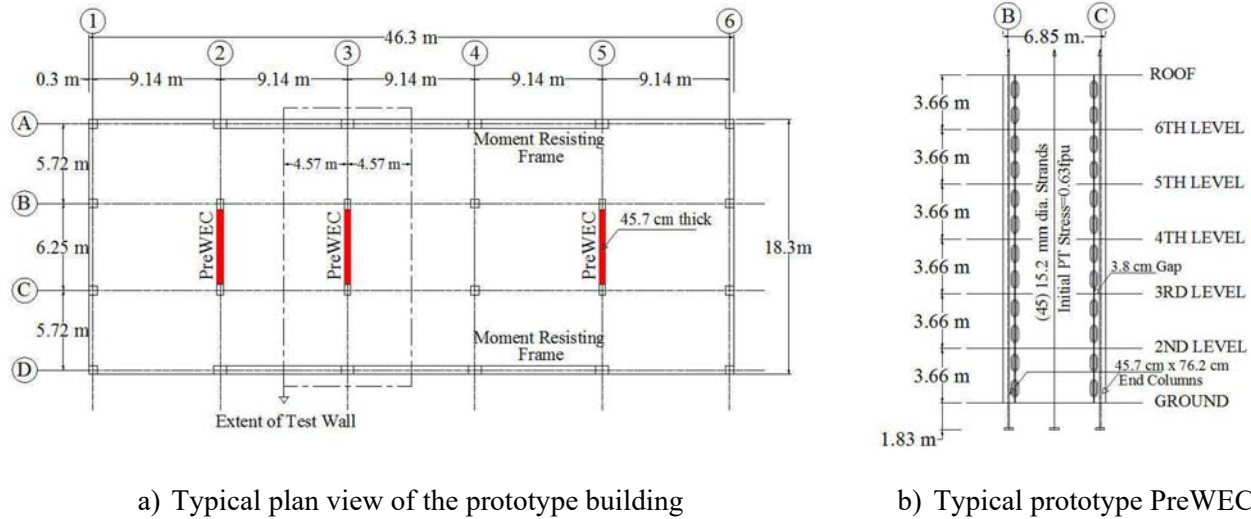 1
6
46.3 m
2
3
4
5
0.3 m
9.14 m
9.14 m
9.14 m
9.14 m
9.14 m
A
Moment Resisting
Frame
5.72 m
4.57 m
4.57 m
B
PreWEC
PreWEC
PreWEC
45.7 cm thick
6.25 m
18.3m
C
5.72 m
Moment Resisting
Frame
D
Extent of Test Wall
a) Typical plan view of the prototype building
B
C
6.85 m.
ROOF
3.66 m
6TH LEVEL
3.66 m
5TH LEVEL
3.66 m
4TH LEVEL
(45) 15.2 mm dia. Strands
Initial PT Stress=0.63fpu
3.66 m
3.8 cm Gap
3RD LEVEL
3.66 m
2ND LEVEL
3.66 m
45.7 cm x 76.2 cm
End Columns
GROUND
1.83 m
b) Typical prototype PreWEC